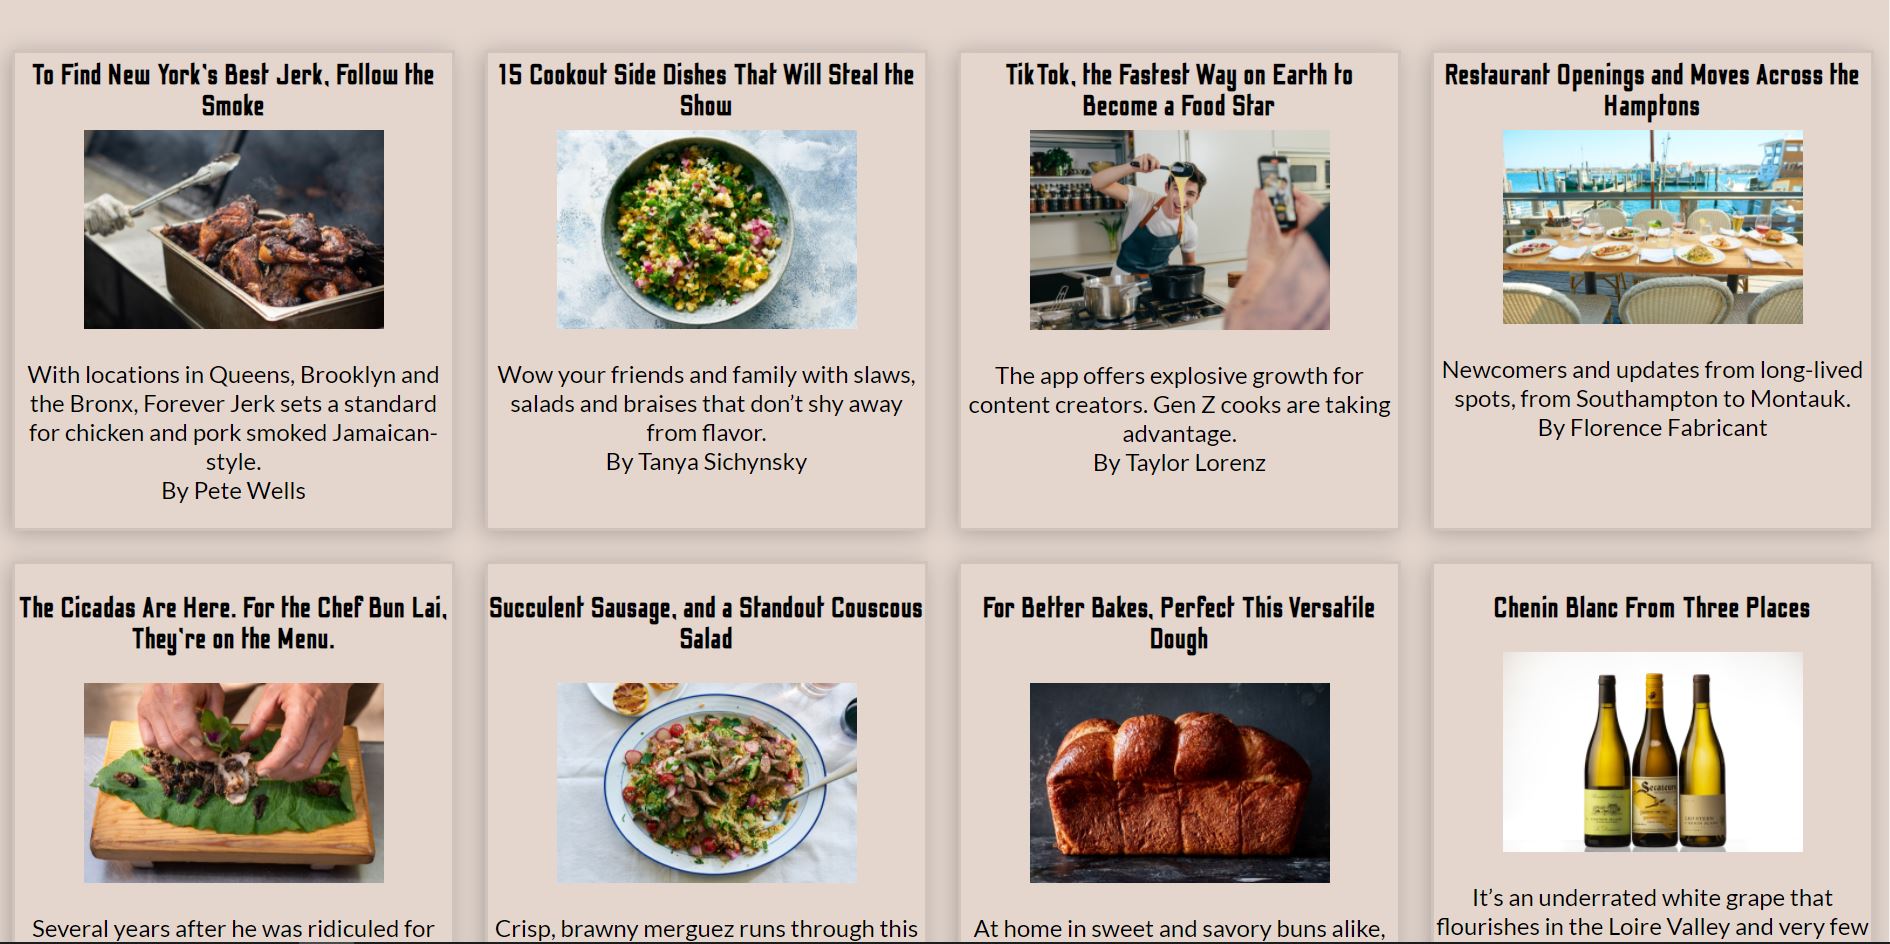 To Find New York's Best Jerk, Follow the
Smoke
With locations in Queens, Brooklyn and
the Bronx, Forever Jerk sets a standard
for chicken and pork smoked Jamaican-
style.
By Pete Wells
15 Cookout Side Dishes That Will Steal the
Show
Wow your friends and family with slaws,
salads and braises that don’t shy away
from flavor.
By Tanya Sichynsky
TikTok, the Fastest Way on Earth to
Become a Food Star
The app offers explosive growth for
content creators. Gen Z cooks are taking
advantage.
By Taylor Lorenz
Restaurant Openings and Moves Across the
Hamptons
Newcomers and updates from long-lived
spots, from Southampton to Montauk.
By Florence Fabricant
The Cicadas Are Here. For the Chef Bun Lai,
They're on the Menu.
Several years after he was ridiculed for
Succulent Sausage, and a Standout Couscous
Salad
Crisp, brawny merguez runs through this
For Better Bakes, Perfect This Versatile
Dough
At home in sweet and savory buns alike,
Chenin Blanc From Three Places
Secateurs
It’s an underrated white grape that
flourishes in the Loire Valley and very few